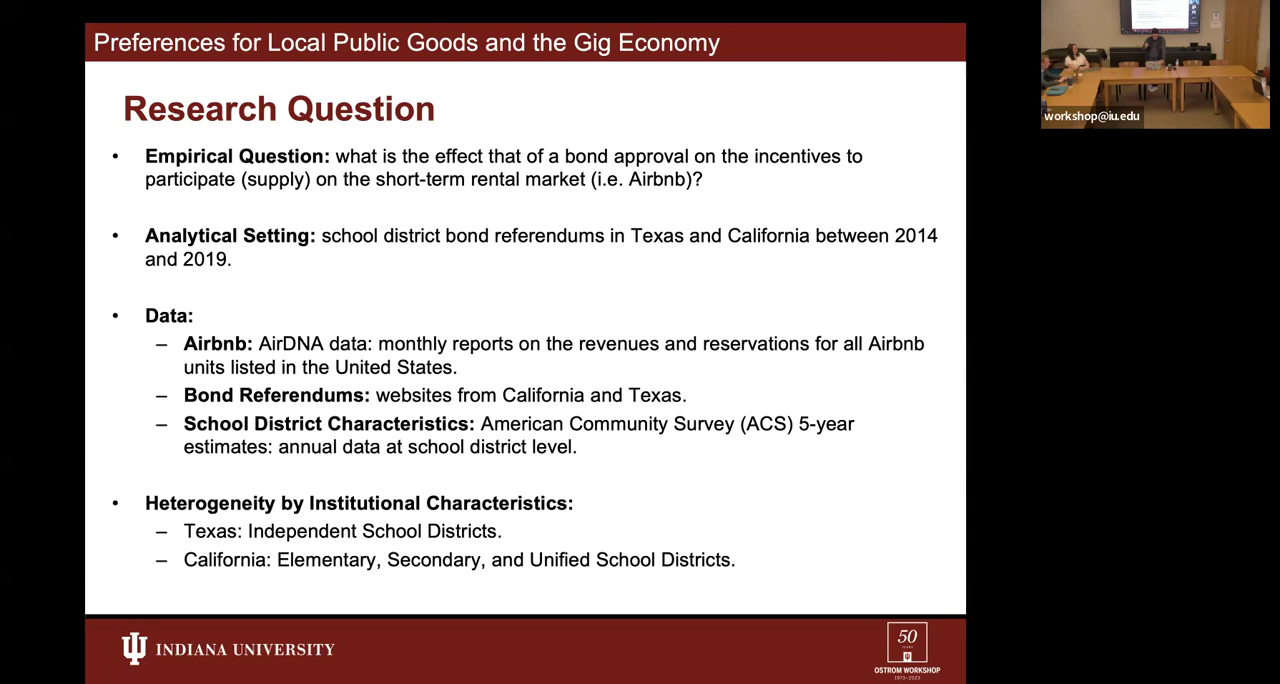 Preferences for Local Public Goods and the Gig Economy
Research Question
• Empirical Question: what is the effect that of a bond approval on the incentives to
participate (supply) on the short-term rental market (i.e. Airbnb)?
• Analytical Setting: school district bond referendums in Texas and California between 2014
and 2019.
• Data:
– Airbnb: AirDNA data: monthly reports on the revenues and reservations for all Airbnb
units listed in the United States.
– Bond Referendums: websites from California and Texas.
– School District Characteristics: American Community Survey (ACS) 5-year
estimates: annual data at school district level.
• Heterogeneity by Institutional Characteristics:
– Texas: Independent School Districts.
– California: Elementary, Secondary, and Unified School Districts.
INDIANA UNIVERSITY
50
YEARS
OSTROM WORKSHOP
1973–2023
workshop@iu.edu